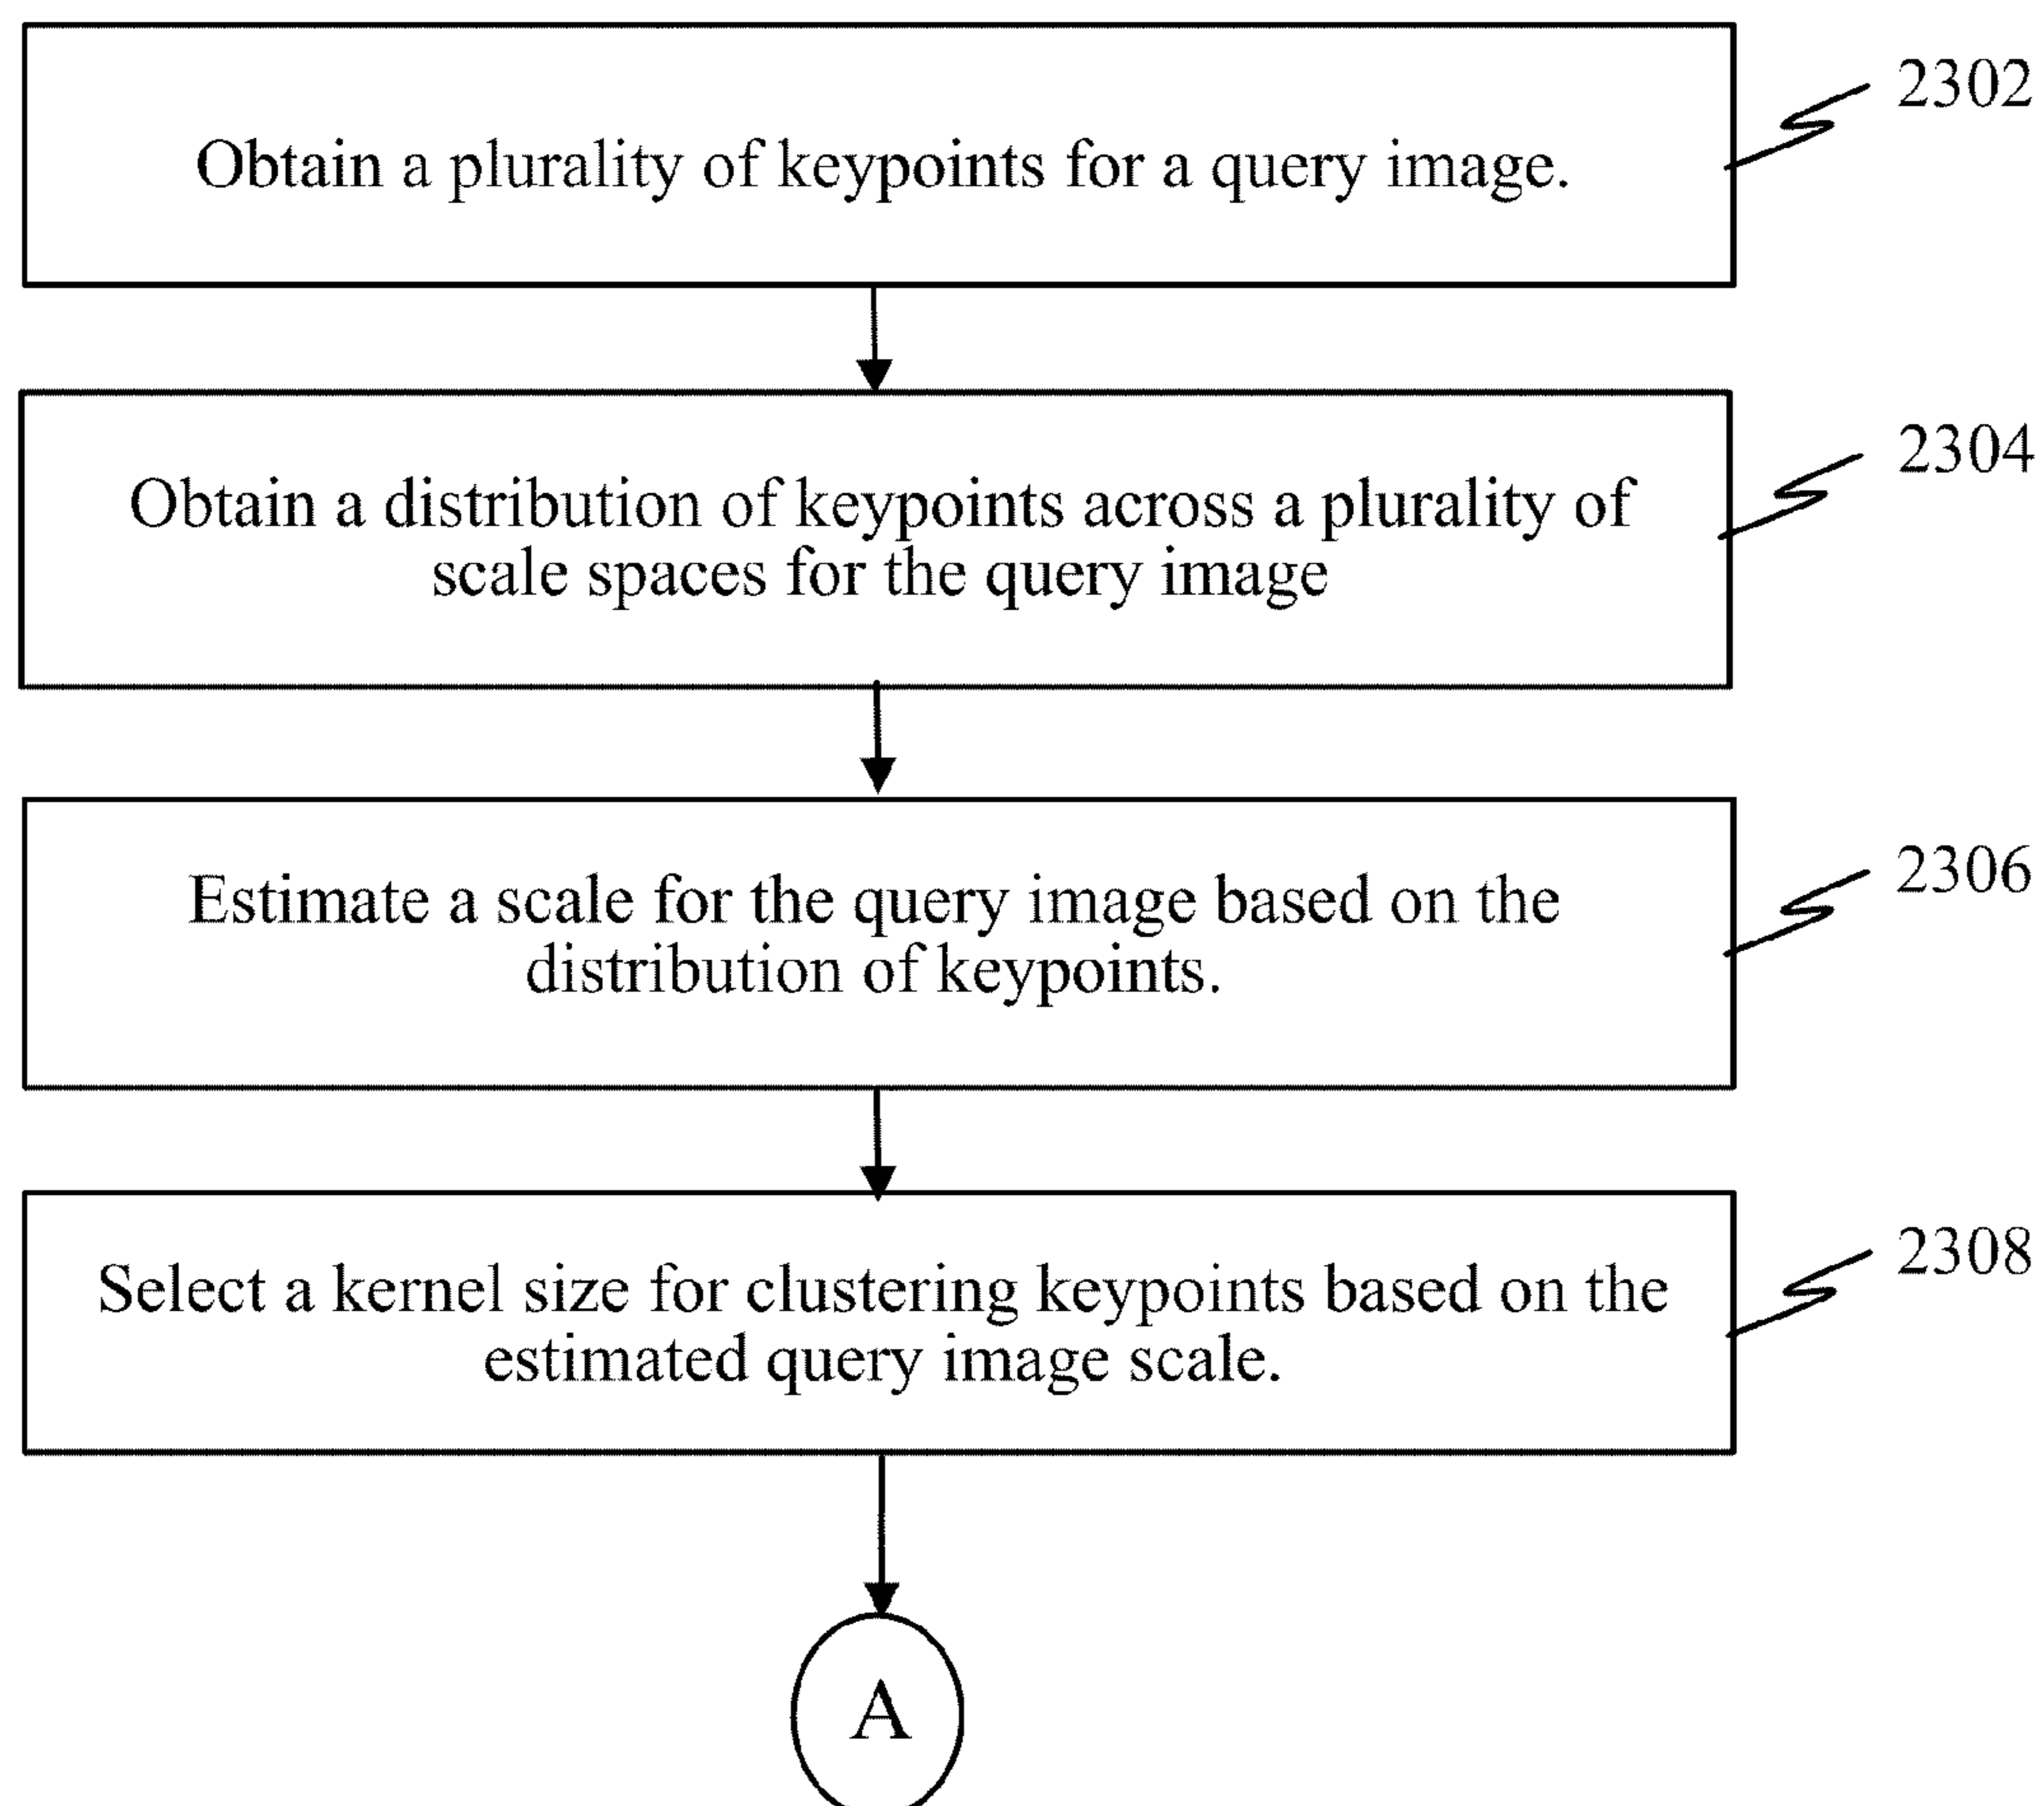 Obtain a plurality of keypoints for a query image.
2302
Obtain a distribution of keypoints across a plurality of
scale spaces for the query image
2304
Estimate a scale for the query image based on the
distribution of keypoints.
2306
Select a kernel size for clustering keypoints based on the
estimated query image scale.
2308
A